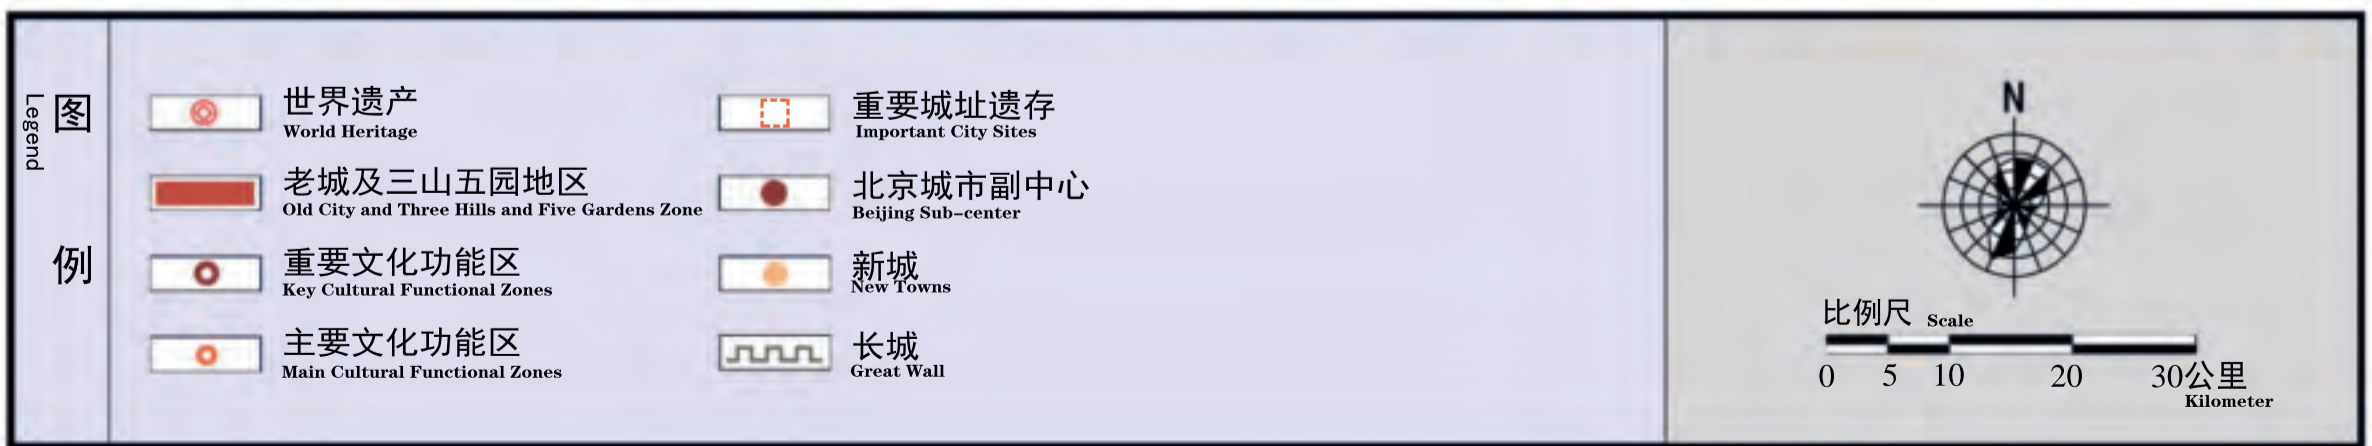 图例
Legend
世界遗产
World Heritage
老城及三山五园地区
Old City and Three Hills and Five Gardens Zone
重要文化功能区
Key Cultural Functional Zones
主要文化功能区
Main Cultural Functional Zones
重要城址遗存
Important City Sites
北京城市副中心
Beijing Sub-center
新城
New Towns
长城
Great Wall
N
比例尺 Scale
0 5 10 20 30公里
Kilometer